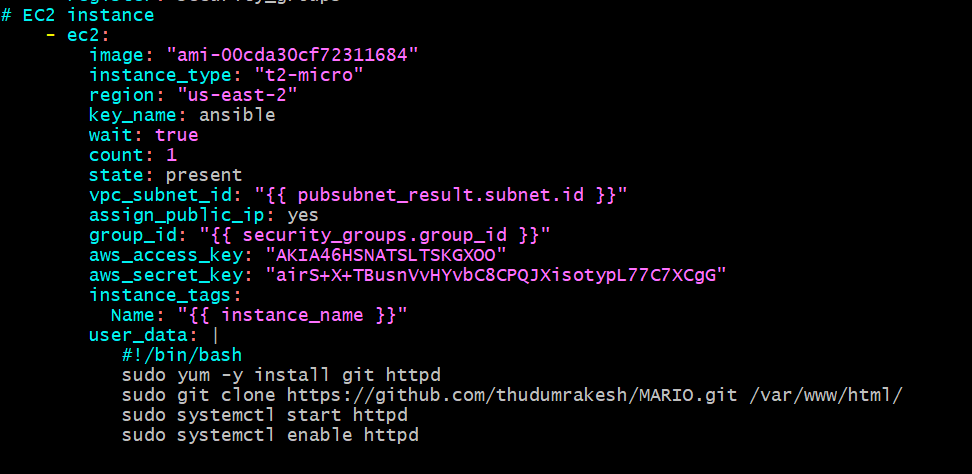 # EC2 instance
- ec2:
image: "ami-00cda30cf72311684"
instance_type: "t2-micro"
region: "us-east-2"
key_name: ansible
wait: true
count: 1
state: present
vpc_subnet_id: "{{ pubsubnet_result.subnet.id }}"
assign_public_ip: yes
group_id: "{{ security_groups.group_id }}"
aws_access_key: "AKIA46HSNATSLTSKGXOO"
aws_secret_key: "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"
instance_tags:
Name: "{{ instance_name }}"
user_data: |
#!/bin/bash
sudo yum -y install git httpd
sudo git clone https://github.com/thudumrakesh/MARIO.git /var/www/html/
sudo systemctl start httpd
sudo systemctl enable httpd